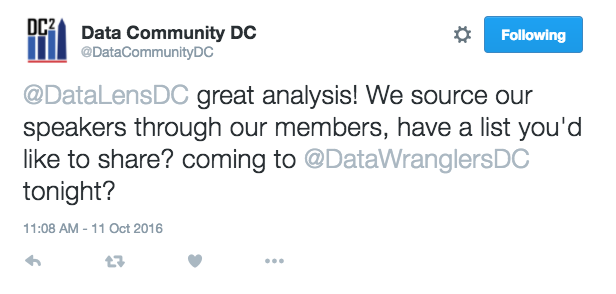 DC2
Data Community DC
@DataCommunityDC
Following
@DataLensDC great analysis! We source our
speakers through our members, have a list you'd
like to share? coming to @DataWranglersDC
tonight?
11:08 AM - 11 Oct 2016